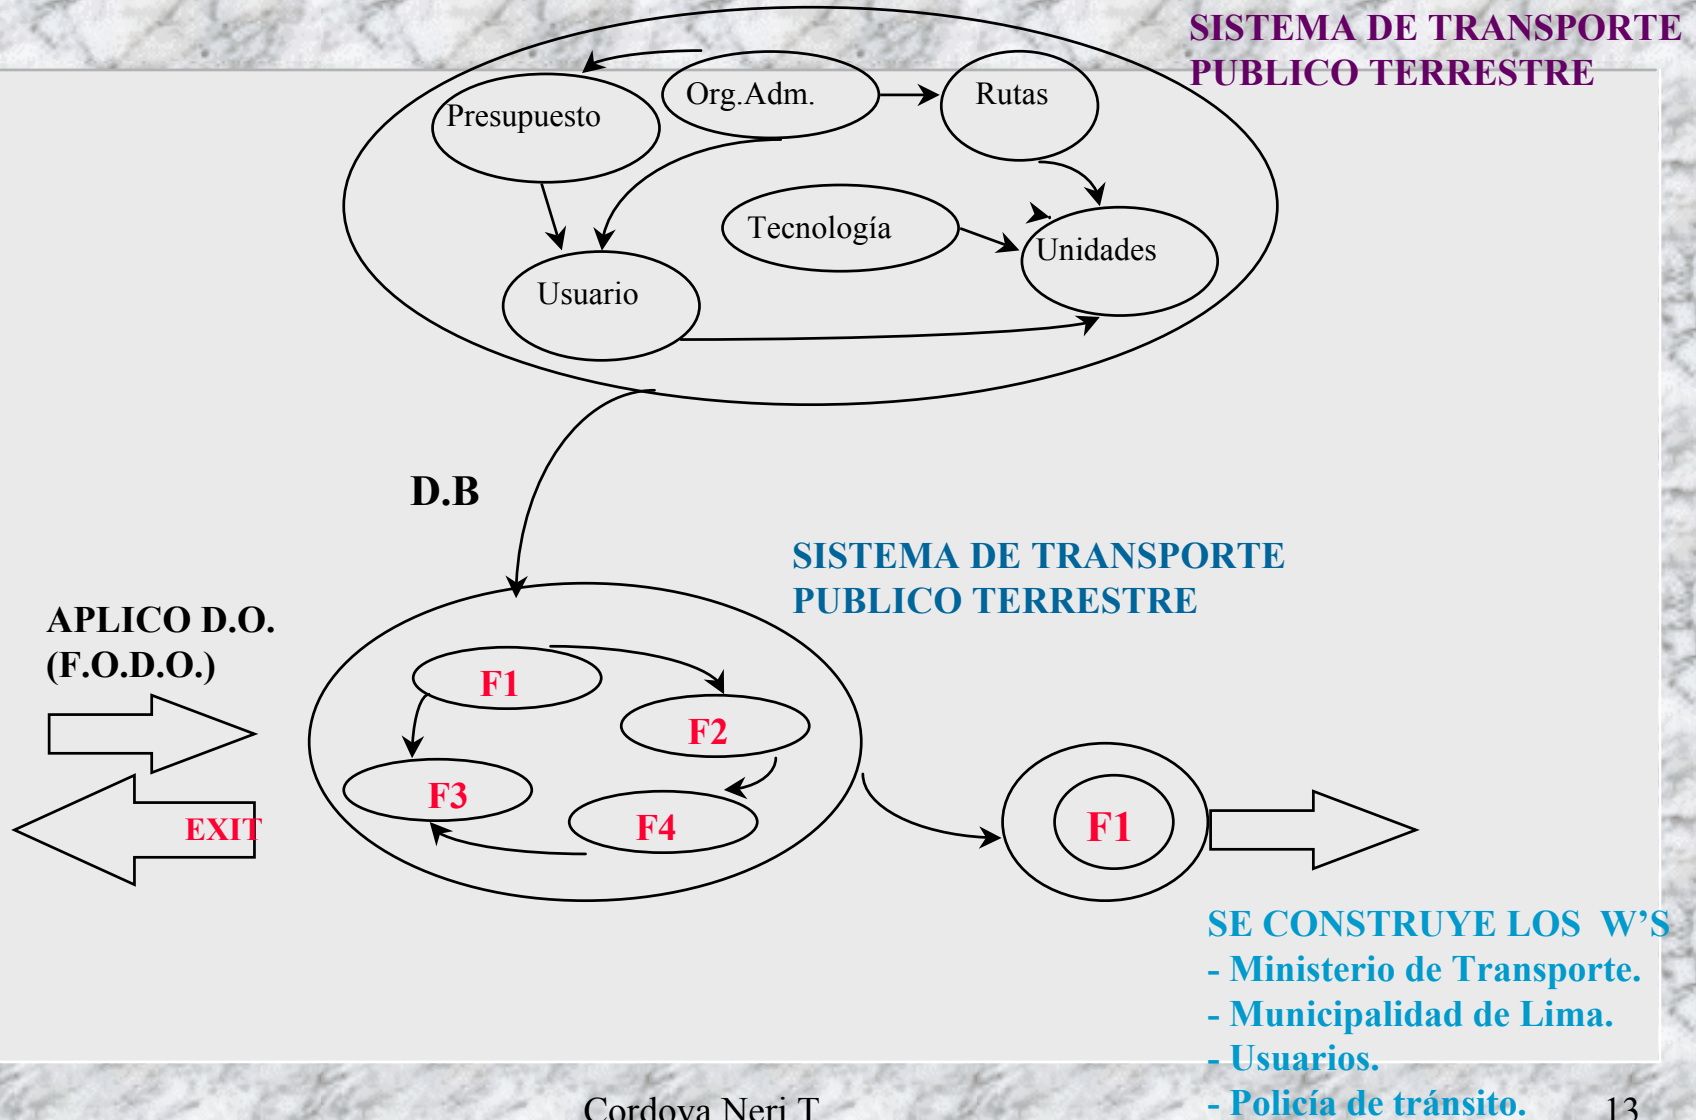 SISTEMA DE TRANSPORTE
PUBLICO TERRESTRE
Org.Adm.
Rutas
Presupuesto
Tecnología
Unidades
Usuario
D.B
SISTEMA DE TRANSPORTE
PUBLICO TERRESTRE
APLICO D.O.
(F.O.D.O.)
F1
F2
F3
F4
EXIT
F1
SE CONSTRUYE LOS W'S
- Ministerio de Transporte.
- Municipalidad de Lima.
- Usuarios.
- Policía de tránsito.
Cordova Neri T
13